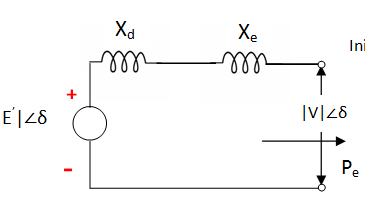 X_d X_e
Ini
+
E'|∠δ
|V|∠δ
-
P_e